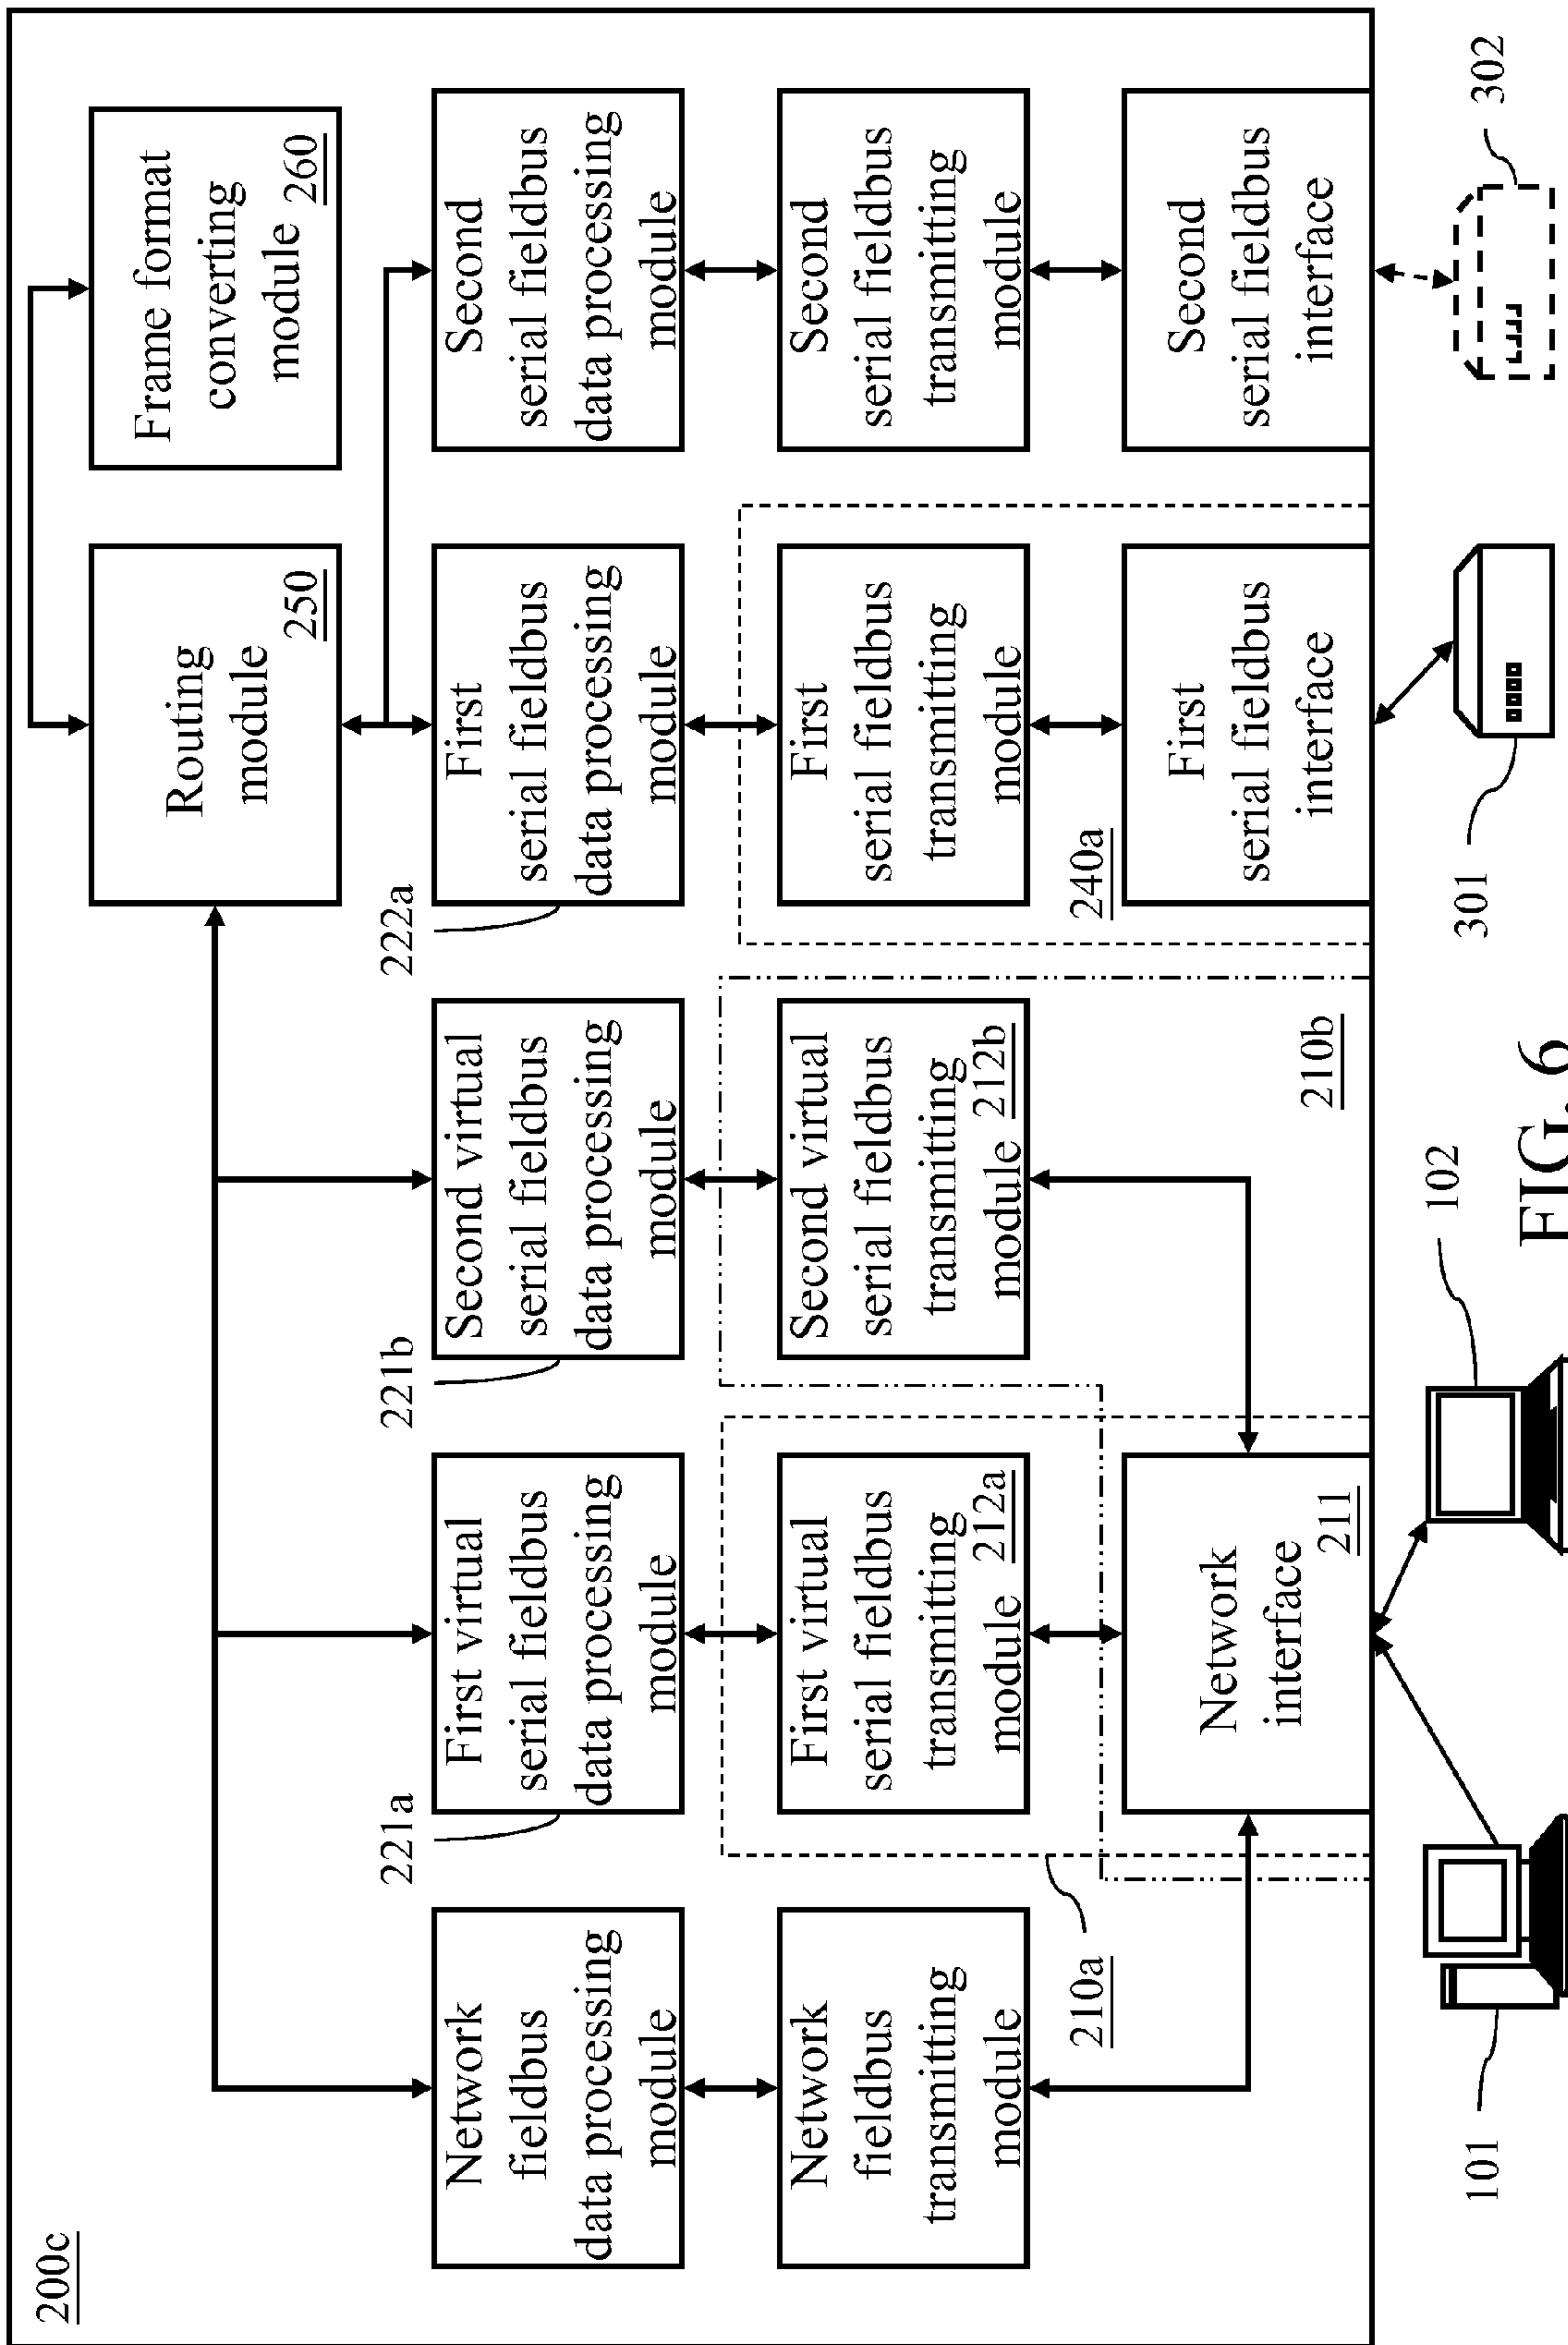 200c
Routing
module
250
Frame format
converting
module
260
Network
fieldbus
data processing
module
221a
First virtual
serial fieldbus
data processing
module
221b
Second virtual
serial fieldbus
data processing
module
222a
First
serial fieldbus
data processing
module
Second
serial fieldbus
data processing
module
Network
fieldbus
transmitting
module
First virtual
serial fieldbus
transmitting
module 212a
Second virtual
serial fieldbus
transmitting
module 212b
First
serial fieldbus
transmitting
module
Second
serial fieldbus
transmitting
module
210a
Network
interface
211
210b
240a
First
serial fieldbus
interface
Second
serial fieldbus
interface
101
102
301
302
FIG. 6